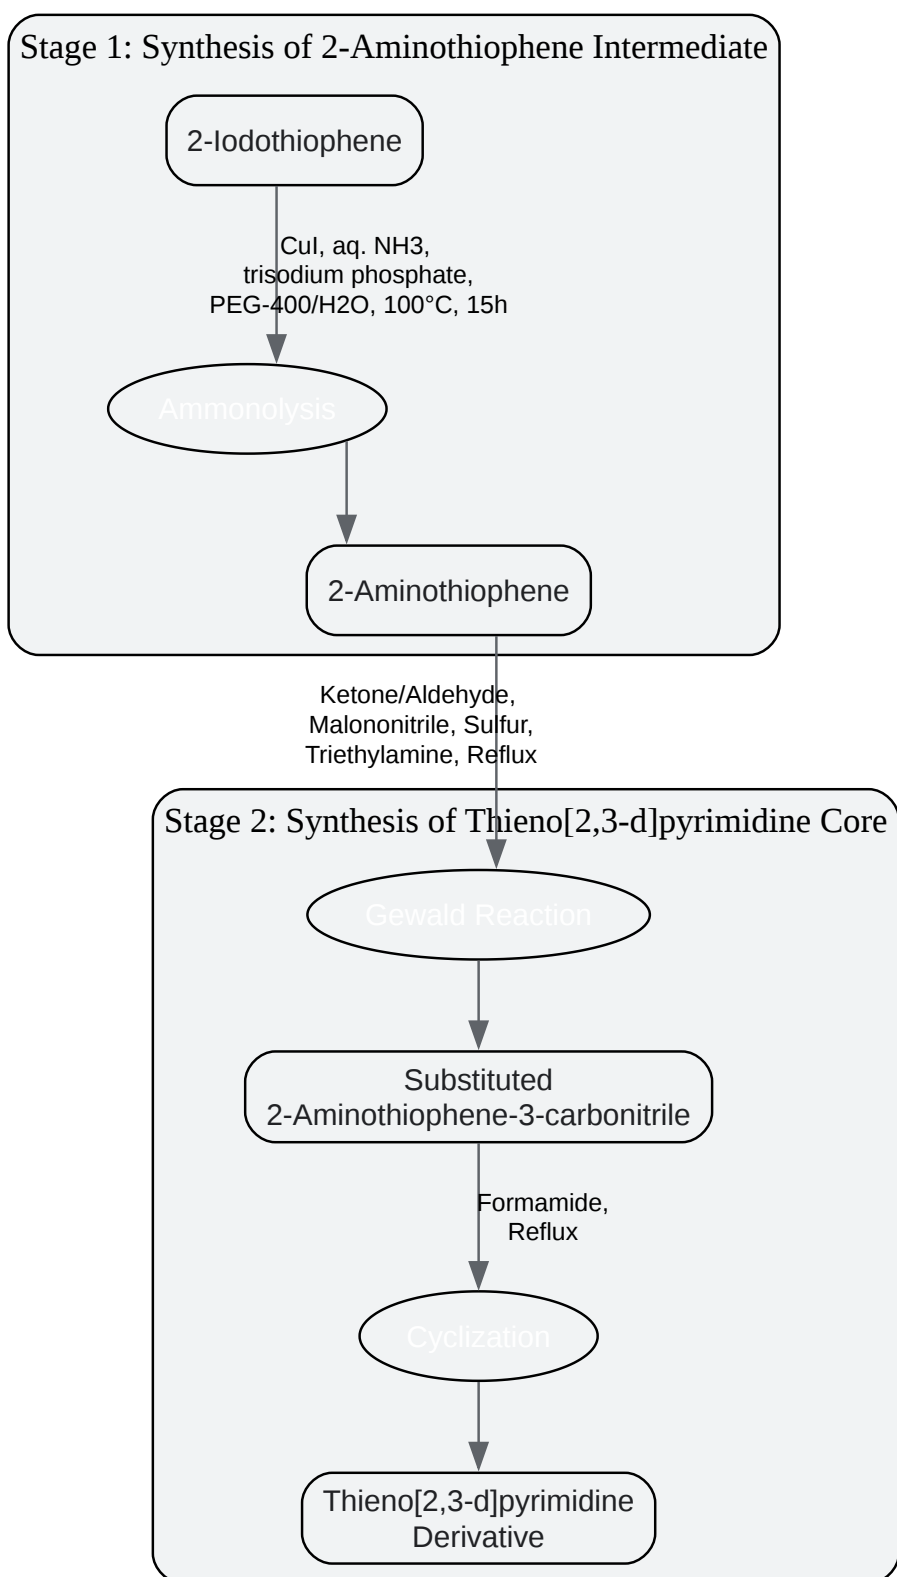 Stage 1: Synthesis of 2-Aminothiophene Intermediate
2-Iodothiophene
CuI, aq. NH3,
trisodium phosphate,
PEG-400/H2O, 100°C, 15h
Ammonolysis
2-Aminothiophene
Ketone/Aldehyde,
Malononitrile, Sulfur,
Triethylamine, Reflux
Stage 2: Synthesis of Thieno[2,3-d]pyrimidine Core
Gewald Reaction
Substituted
2-Aminothiophene-3-carbonitrile
Formamide,
Reflux
Cyclization
Thieno[2,3-d]pyrimidine
Derivative